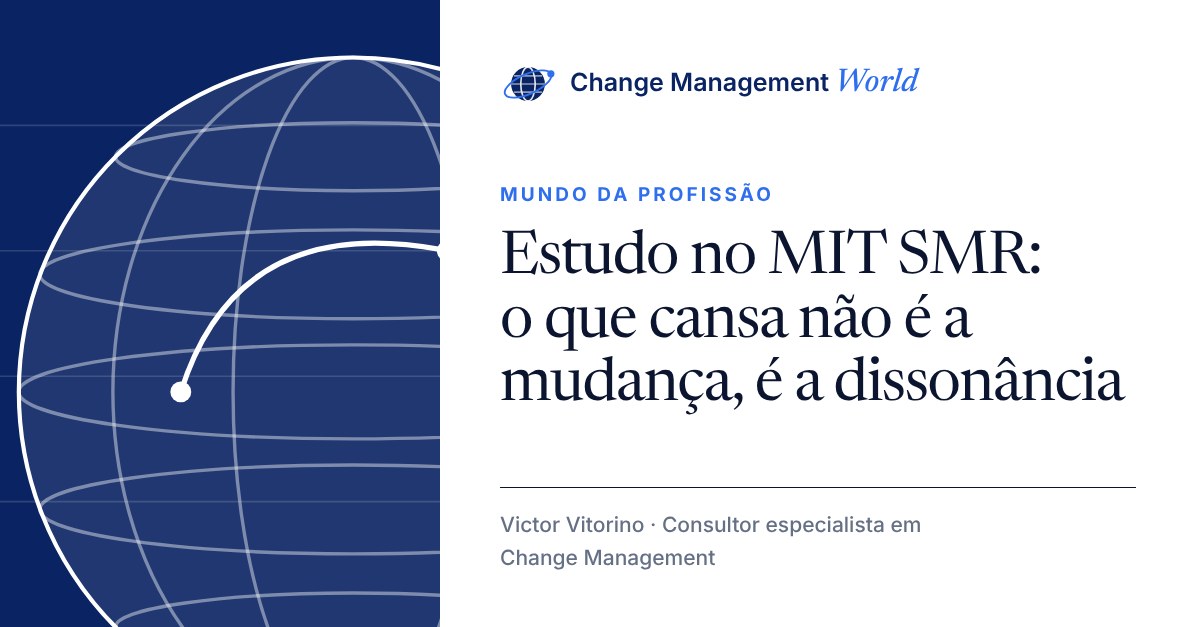 Change Management World
MUNDO DA PROFISSÃO
Estudo no MIT SMR:
o que cansa não é a
mudança, é a dissonância
Victor Vitorino · Consultor especialista em
Change Management